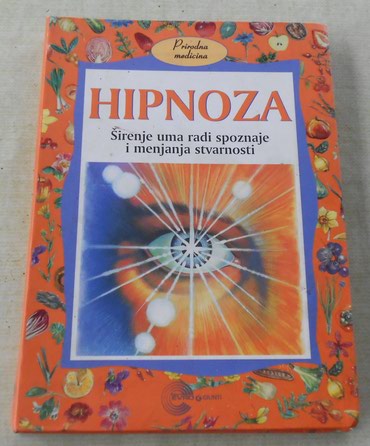 Prirodna
medicina
HIPNOZA
Širenje uma radi spoznaje
i menjanja stvarnosti